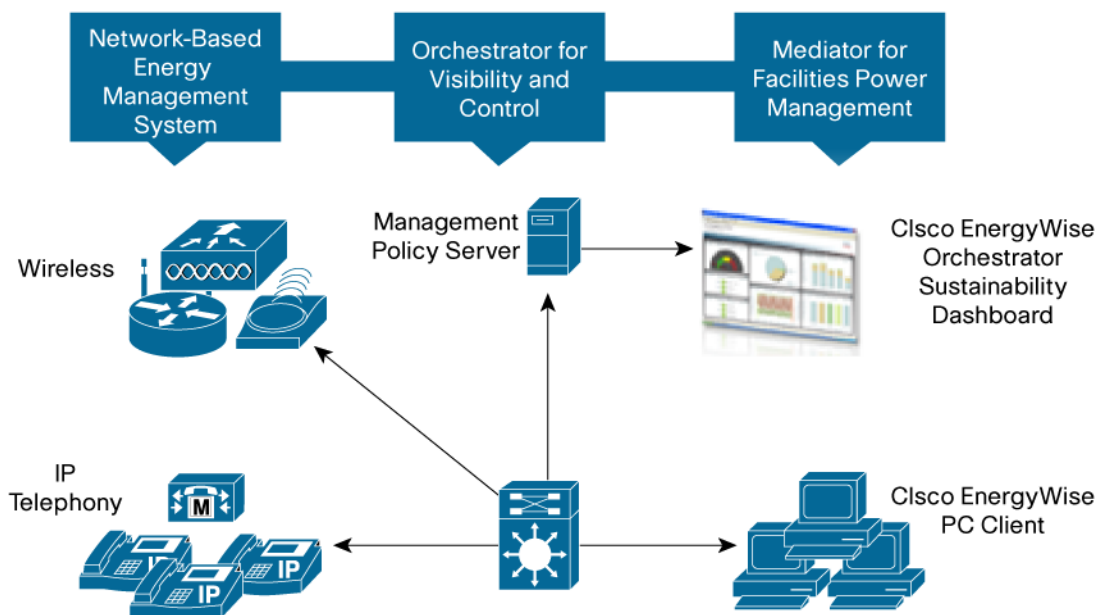 Network-Based
Energy
Management
System
Orchestrator for
Visibility and
Control
Mediator for
Facilities Power
Management
Wireless
Management
Policy Server
CIsco EnergyWise
Orchestrator
Sustainability
Dashboard
IP
Telephony
M
IP
IP
IP
CIsco EnergyWise
PC Client